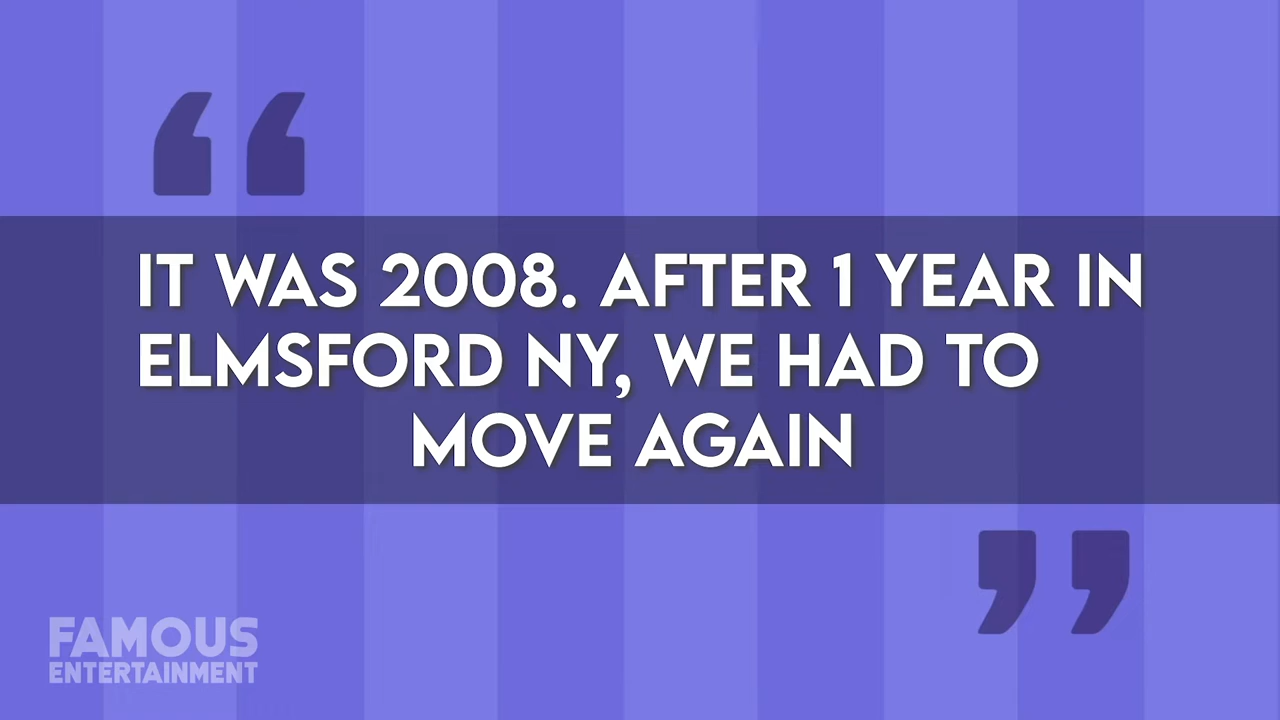 IT WAS 2008. AFTER 1 YEAR IN
ELMSFORD NY, WE HAD TO
MOVE AGAIN
FAMOUS
ENTERTAINMENT